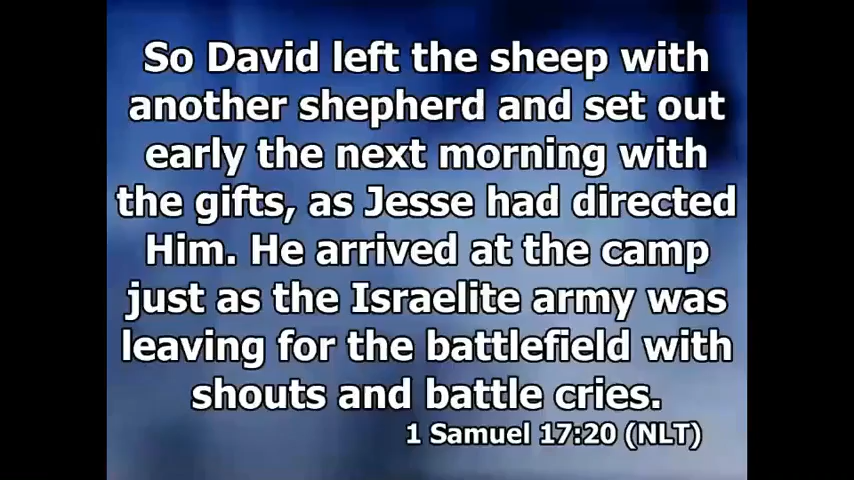 So David left the sheep with
another shepherd and set out
early the next morning with
the gifts, as Jesse had directed
Him. He arrived at the camp
just as the Israelite army was
leaving for the battlefield with
shouts and battle cries.
1 Samuel 17:20 (NLT)